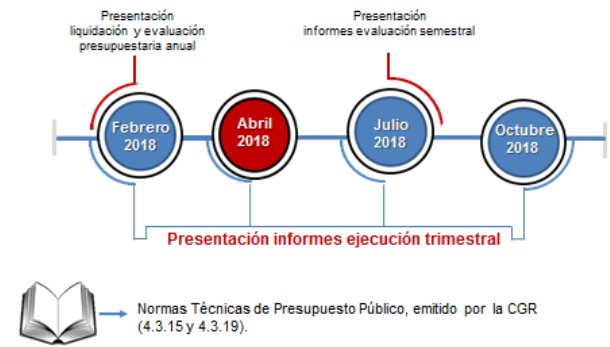 Presentación
liquidación y evaluación
presupuestaria anual
Presentación
informes evaluación semestral
Febrero
2018
Abril
2018
Julio
2018
Octubre
2018
Presentación informes ejecución trimestral
Normas Técnicas de Presupuesto Público, emitido por la CGR
(4.3.15 y 4.3.19).